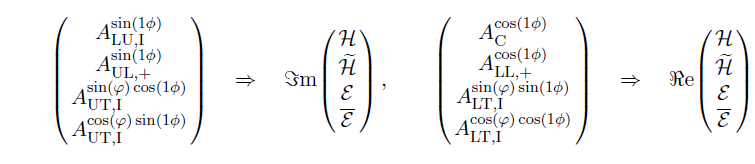 A_{LU,I}^{sin(1ϕ)}
A_{UL,+}^{sin(1ϕ)}
A_{UT,I}^{sin(φ) cos(1ϕ)}
A_{UT,I}^{cos(φ) sin(1ϕ)}
⇒ ℑm
ℋ
ℋ̃
ℰ
ℰ̅
,
A_{C}^{cos(1ϕ)}
A_{LL,+}^{cos(1ϕ)}
A_{LT,I}^{sin(φ) sin(1ϕ)}
A_{LT,I}^{cos(φ) cos(1ϕ)}
⇒ ℜe
ℋ
ℋ̃
ℰ
ℰ̅